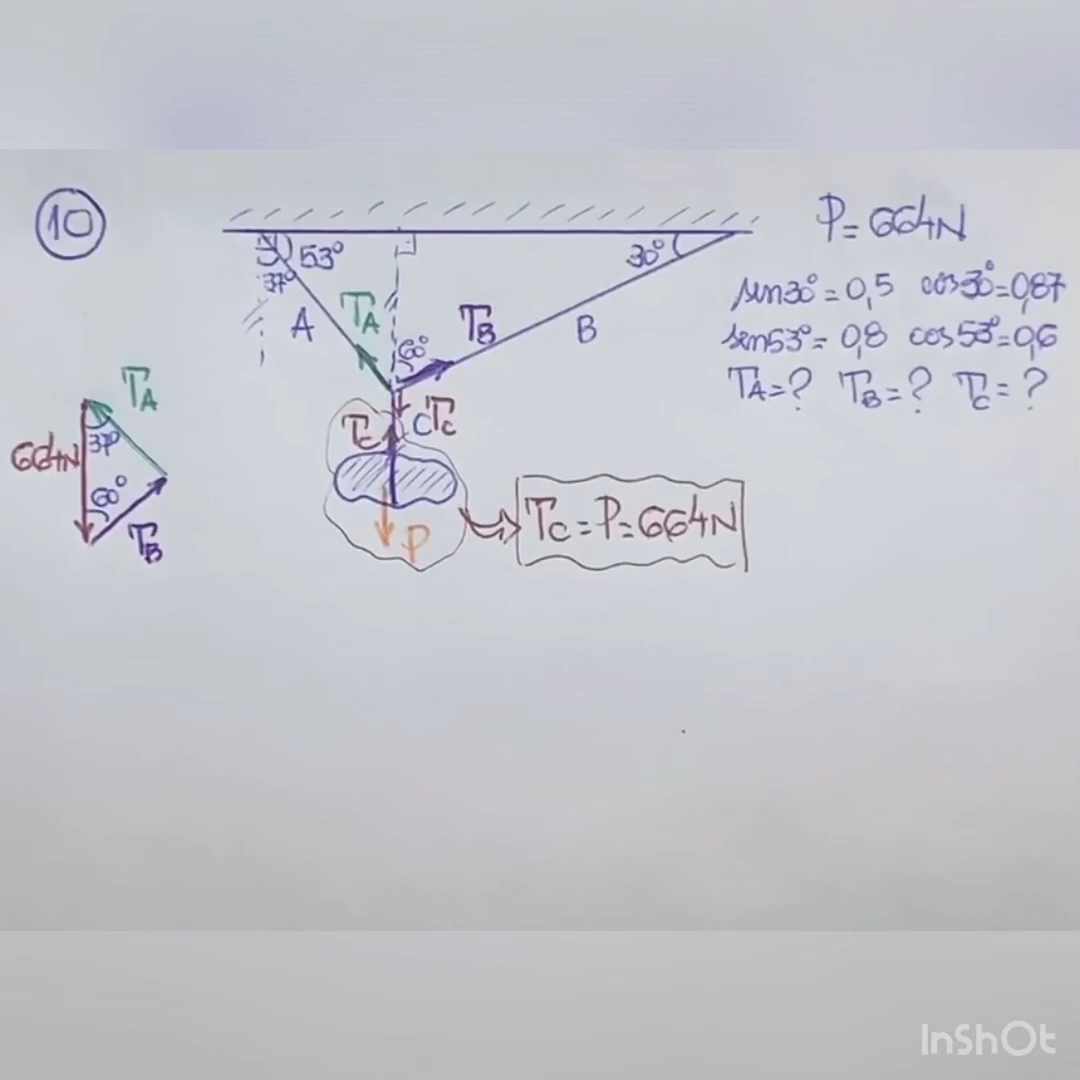 10
P=664N
53°
30°
37°
sen30°=0,5 cos30°=0,87
A
TA
TB
B
sen53°=0,8 cos53°=0,6
60°
TA=? TB=? TC=?
TA
37°
664N
60°
TB
TC
C
TC
P
TC=P=664N
InShOt